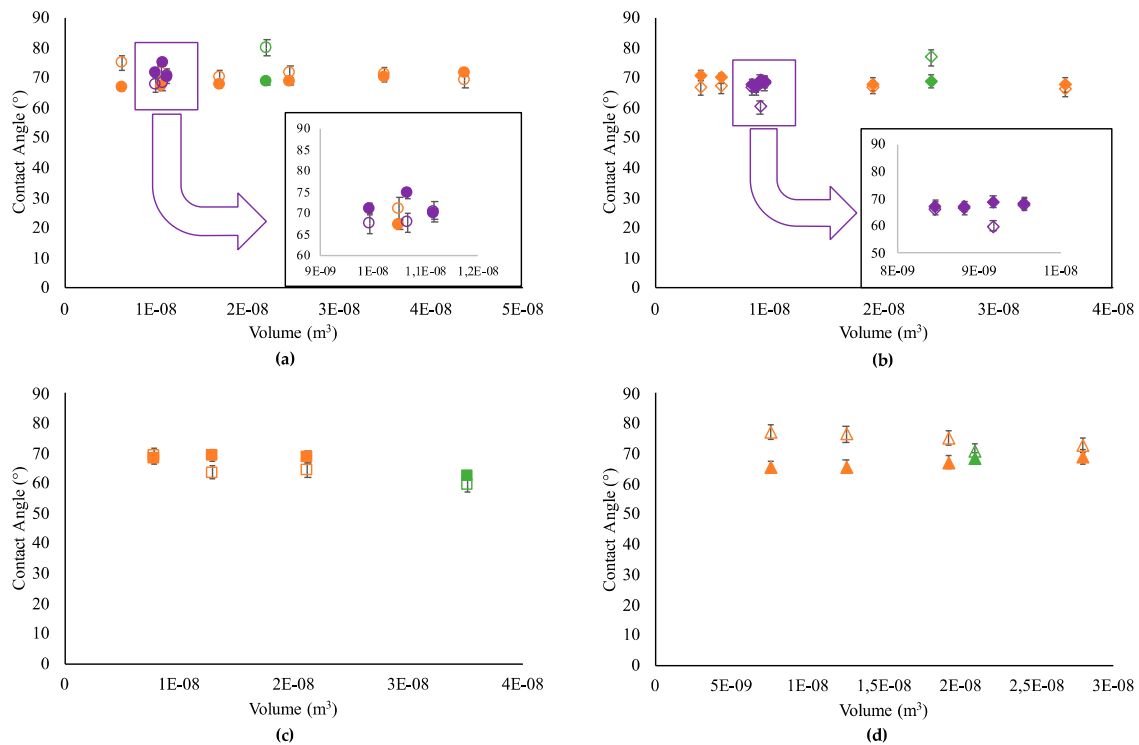 90
80
70
60
50
40
30
20
10
0
Contact Angle (°)
0
1E-08
2E-08
3E-08
4E-08
5E-08
Volume (m³)
90
85
80
75
70
65
60
9E-09
1E-08
1,1E-08
1,2E-08
(a)
90
80
70
60
50
40
30
20
10
0
Contact Angle (°)
0
1E-08
2E-08
3E-08
4E-08
Volume (m³)
90
80
70
60
50
8E-09
9E-09
1E-08
(b)
90
80
70
60
50
40
30
20
10
0
Contact Angle (°)
0
1E-08
2E-08
3E-08
4E-08
Volume (m³)
(c)
90
80
70
60
50
40
30
20
10
0
Contact Angle (°)
0
5E-09
1E-08
1,5E-08
2E-08
2,5E-08
3E-08
Volume (m³)
(d)